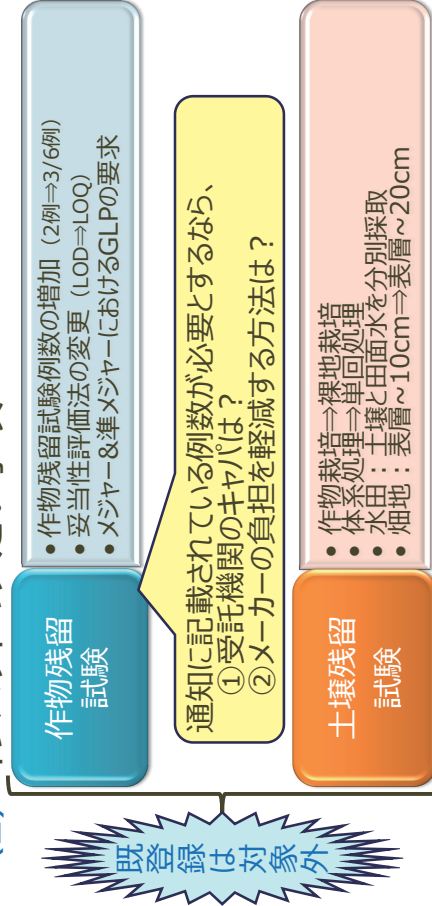 作物残留
試験
• 作物残留試験例数の増加（2例⇒3/6例）
• 妥当性評価法の変更（LOD⇒LOQ）
• メジャー&準メジャーにおけるGLPの要求
通知に記載されている例数が必要とするなら、
①受託機関のキャパは？
②メーカーの負担を軽減する方法は？
土壌残留
試験
• 作物栽培⇒裸地栽培
• 体系処理⇒単回処理
• 水田：土壌と田面水を分別採取
• 畑地：表層~10cm⇒表層~20cm
既登録は対象外